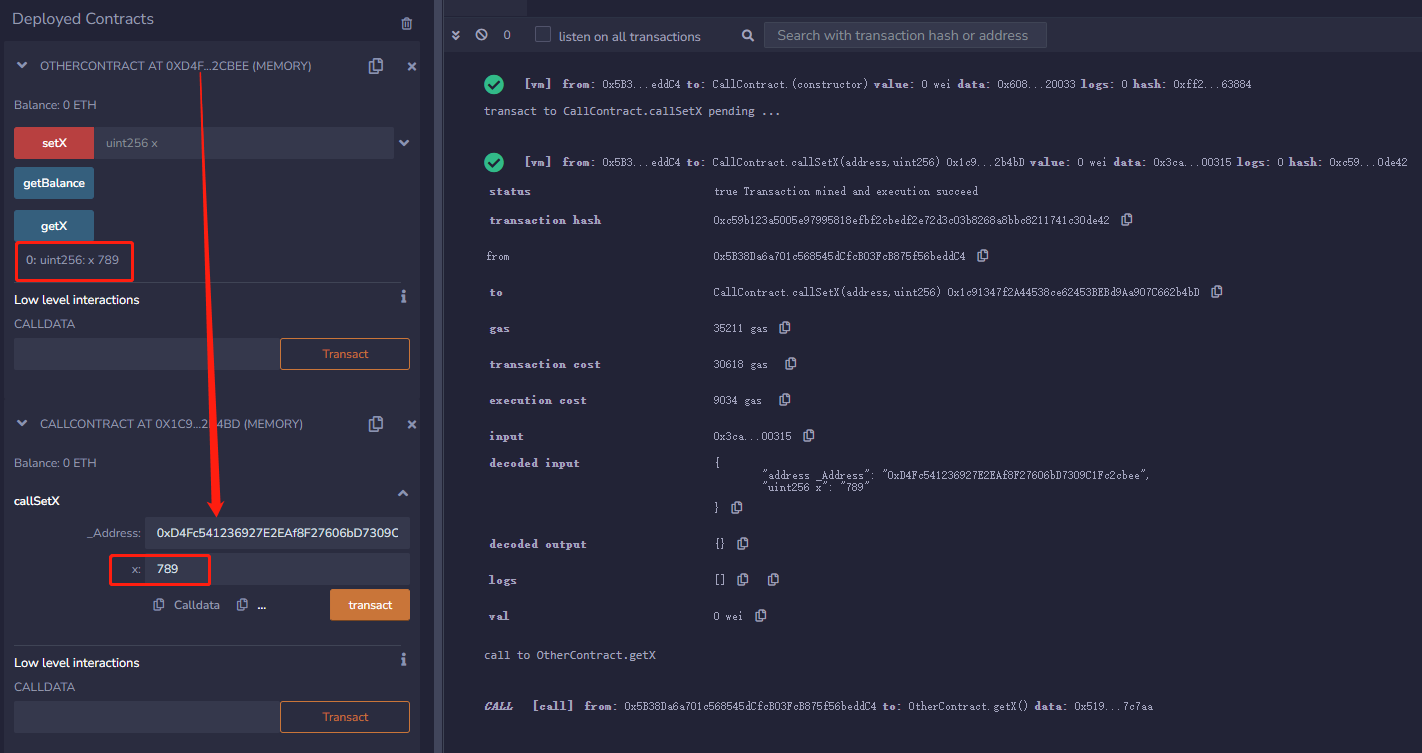 Deployed Contracts
OTHERCONTRACT AT 0XD4F...2CBEE (MEMORY)
Balance: 0 ETH
setX uint256 x
getBalance
getX
0: uint256: x 789
Low level interactions
CALLDATA
Transact
CALLCONTRACT AT 0X1C9...2B4BD (MEMORY)
Balance: 0 ETH
callSetX
_Address: 0xD4Fc541236927E2EAf8F27606bD7309C
x: 789
Calldata ...
transact
Low level interactions
CALLDATA
Transact
0 listen on all transactions Search with transaction hash or address
[vm] from: 0x5B3...eddC4 to: CallContract.(constructor) value: 0 wei data: 0x608...20033 logs: 0 hash: 0xff2...63884
transact to CallContract.callSetX pending ...
[vm] from: 0x5B3...eddC4 to: CallContract.callSetX(address,uint256) 0x1c9...2b4bD value: 0 wei data: 0x3ca...00315 logs: 0 hash: 0xc59...0de42
status true Transaction mined and execution succeed
transaction hash 0xc59b123a5005e97995818efbf2cbedf2e72d3c03b8268a8bbc8211741c30de42
from 0x5B38Da6a701c568545dCfcB03FcB875f56beddC4
to CallContract.callSetX(address,uint256) 0x1c91347f2A44538ce62453BEBd9Aa907C662b4bD
gas 35211 gas
transaction cost 30618 gas
execution cost 9034 gas
input 0x3ca...00315
decoded input {
"address _Address": "0xD4Fc541236927E2EAf8F27606bD7309C1Fc2cbee",
"uint256 x": "789"
}
decoded output {}
logs []
val 0 wei
call to OtherContract.getX
CALL [call] from: 0x5B38Da6a701c568545dCfcB03FcB875f56beddC4 to: OtherContract.getX() data: 0x519...7c7aa